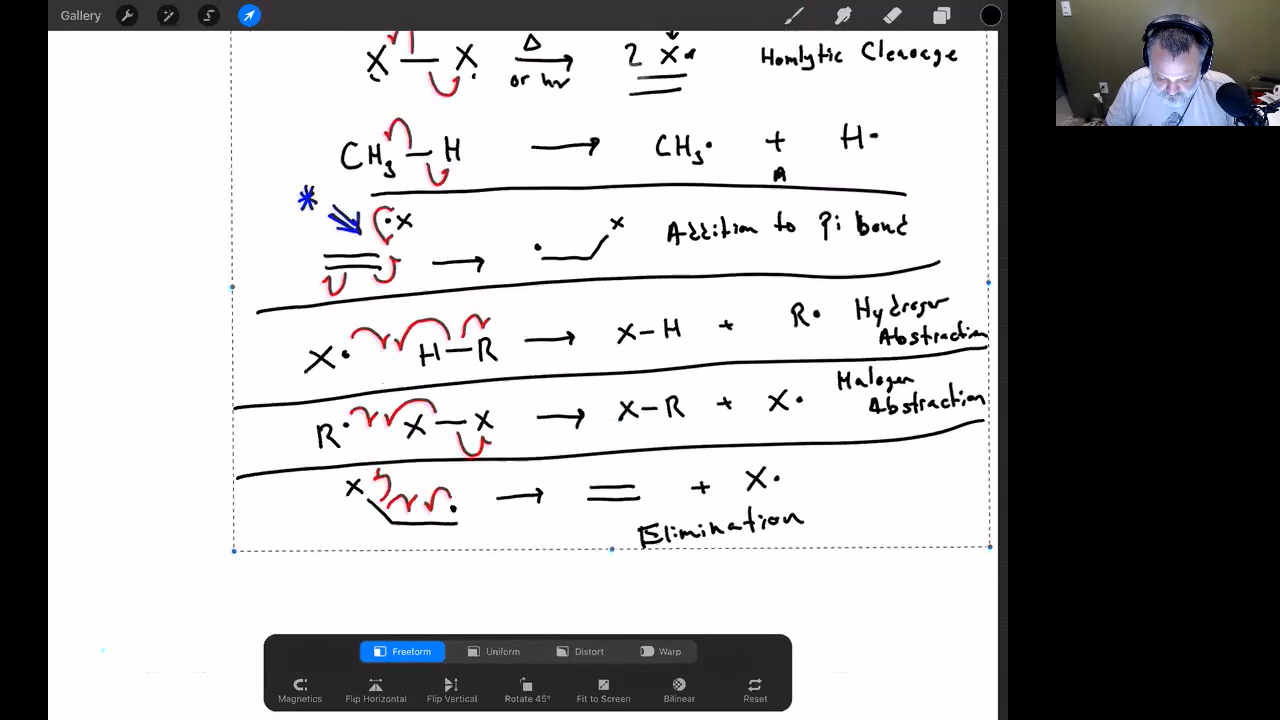 Gallery
X — X Δ or hν → 2 X• Homlytic Cleavage
CH₃ — H → CH₃• + H•
* •X → • X Addition to Pi bond
X• H — R → X–H + R• Hydrogen Abstraction
R• X — X → X–R + X• Halogen Abstraction
X • → + X•
Elimination
Freeform Uniform Distort Warp
Magnetics Flip Horizontal Flip Vertical Rotate 45° Fit to Screen Bilinear Reset